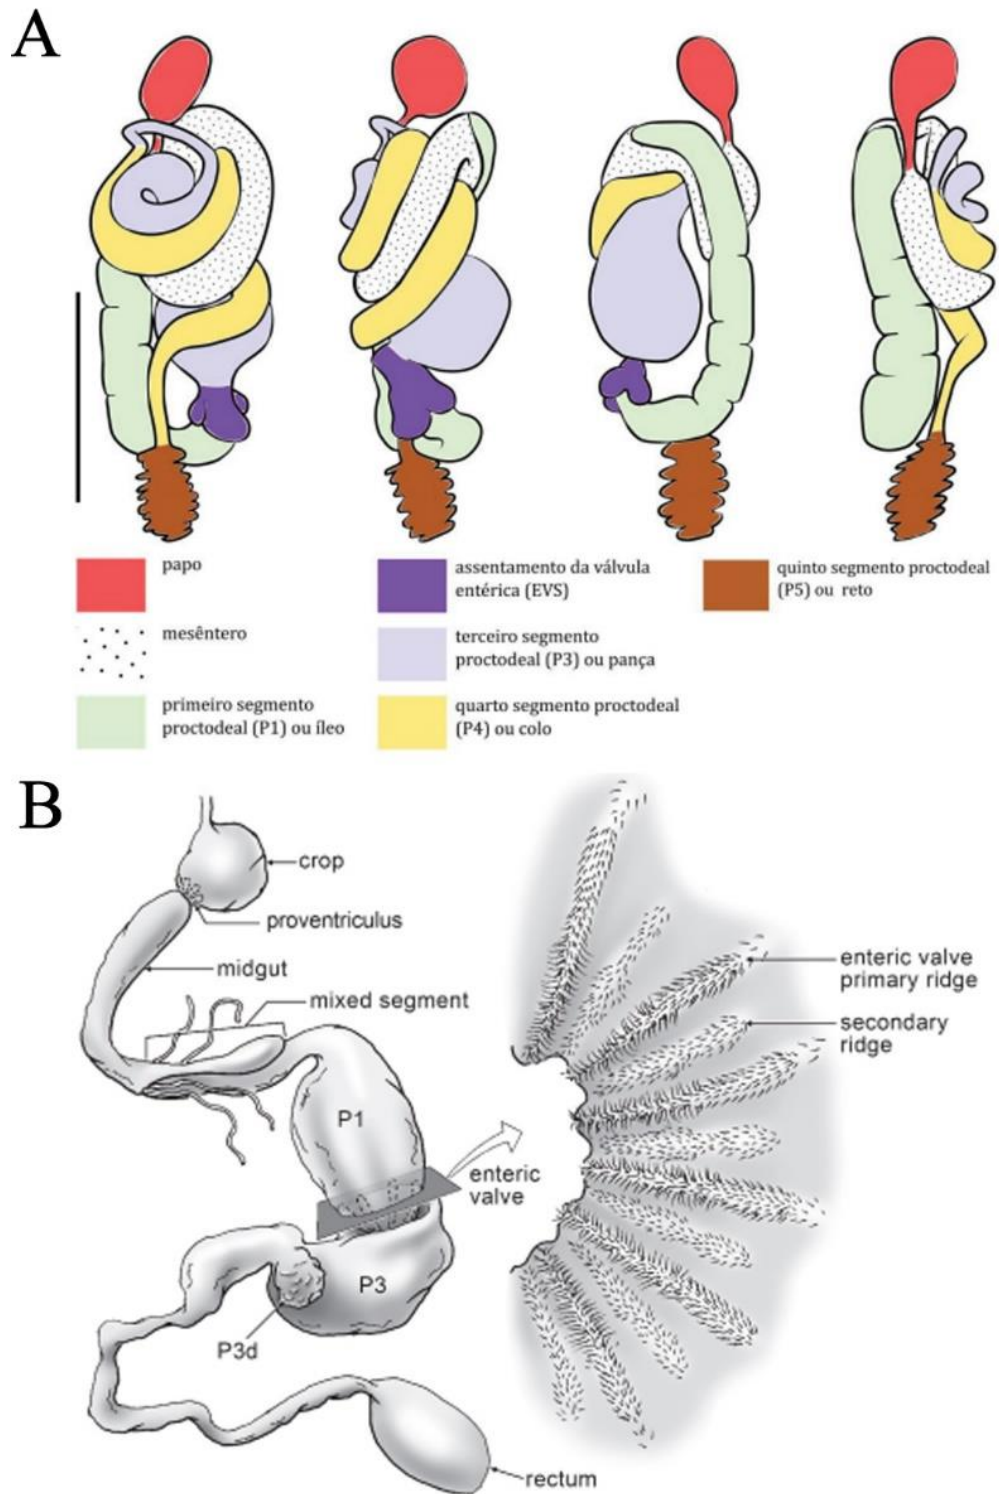 A
papo
mesêntero
primeiro segmento
proctodeal (P1) ou íleo
assentamento da válvula
entérica (EVS)
terceiro segmento
proctodeal (P3) ou pança
quarto segmento proctodeal
(P4) ou colo
quinto segmento proctodeal
(P5) ou reto
B
crop
proventriculus
midgut
mixed segment
P1
enteric
valve
P3
P3d
rectum
enteric valve
primary ridge
secondary
ridge